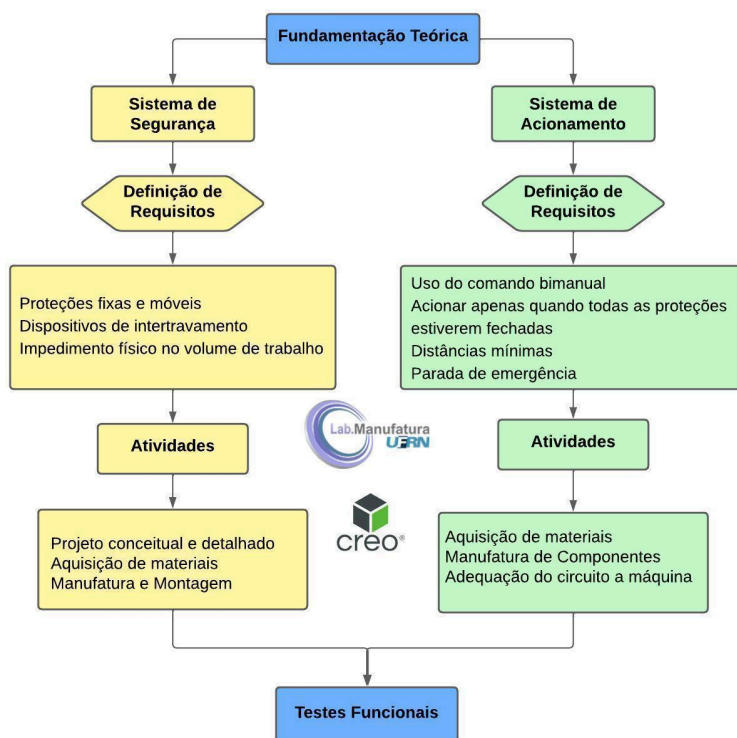 Fundamentação Teórica
Sistema de
Segurança
Definição de
Requisitos
Proteções fixas e móveis
Dispositivos de intertravamento
Impedimento físico no volume de trabalho
Atividades
Projeto conceitual e detalhado
Aquisição de materiais
Manufatura e Montagem
Sistema de
Acionamento
Definição de
Requisitos
Uso do comando bimanual
Acionar apenas quando todas as proteções
estiverem fechadas
Distâncias mínimas
Parada de emergência
Atividades
Aquisição de materiais
Manufatura de Componentes
Adequação do circuito a máquina
Lab.Manufatura
UFRN
creo®
Testes Funcionais